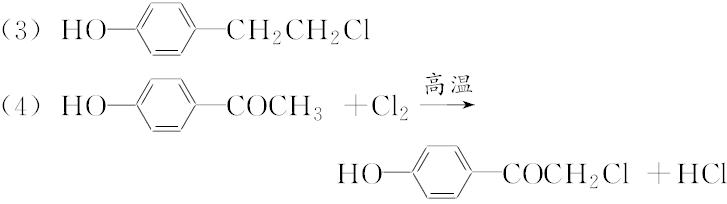 (3) HO—CH₂CH₂Cl
(4) HO—COCH₃ +Cl₂ 高温
HO—COCH₂Cl +HCl